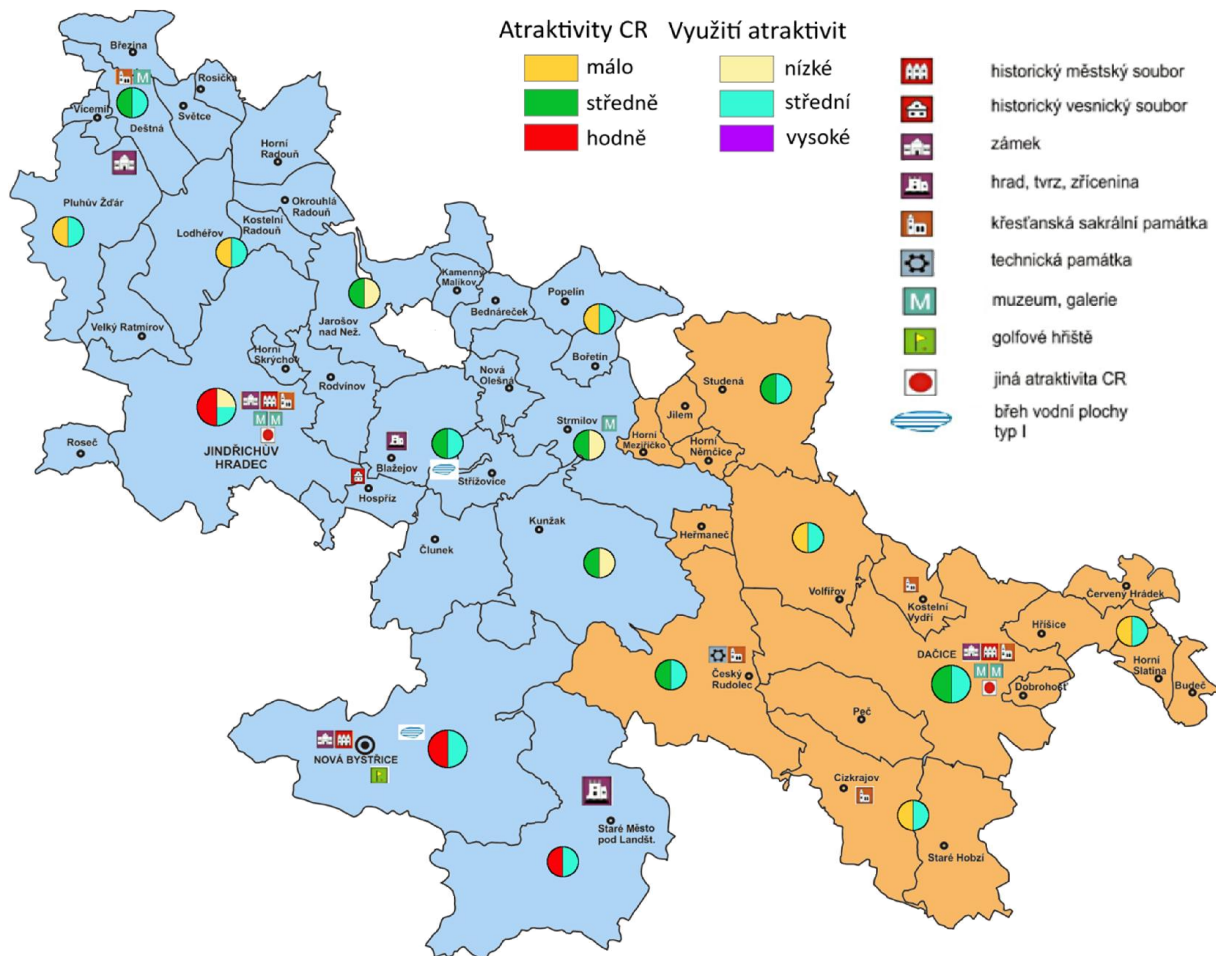 Atraktivity CR
Využití atraktivit
málo
nízké
středně
střední
hodně
vysoké
historický městský soubor
historický vesnický soubor
zámek
hrad, tvrz, zřícenina
křesťanská sakrální památka
technická památka
M
muzeum, galerie
golfové hřiště
jiná atraktivita CR
břeh vodní plochy
typ I
Březina
M
Rosička
Vícemil
Deštná
Světce
Horní
Radouň
Pluhův Žďár
Okrouhlá
Radouň
Lodhéřov
Kostelní
Radouň
Kamenný
Malíkov
Popelín
Bednáreček
Jarošov
nad Než.
Velký Ratmírov
Horní
Skrýchov
Bořetín
Rodvínov
Nová
Olešná
Studená
Jilem
Strmilov
M
Horní
Meziříčko
Horní
Němčice
M M
JINDŘICHŮV
HRADEC
Roseč
Blažejov
Střížovice
Hospříz
Kunžak
Člunek
Heřmaneč
Volfířov
Kostelní
Vydří
Červený Hrádek
Hříšice
DAČICE
M M
Český
Rudolec
Horní
Slatina
Budeč
Dobrohošť
Peč
NOVÁ BYSTŘICE
Cizkrajov
Staré Město
pod Landšt.
Staré Hobzí